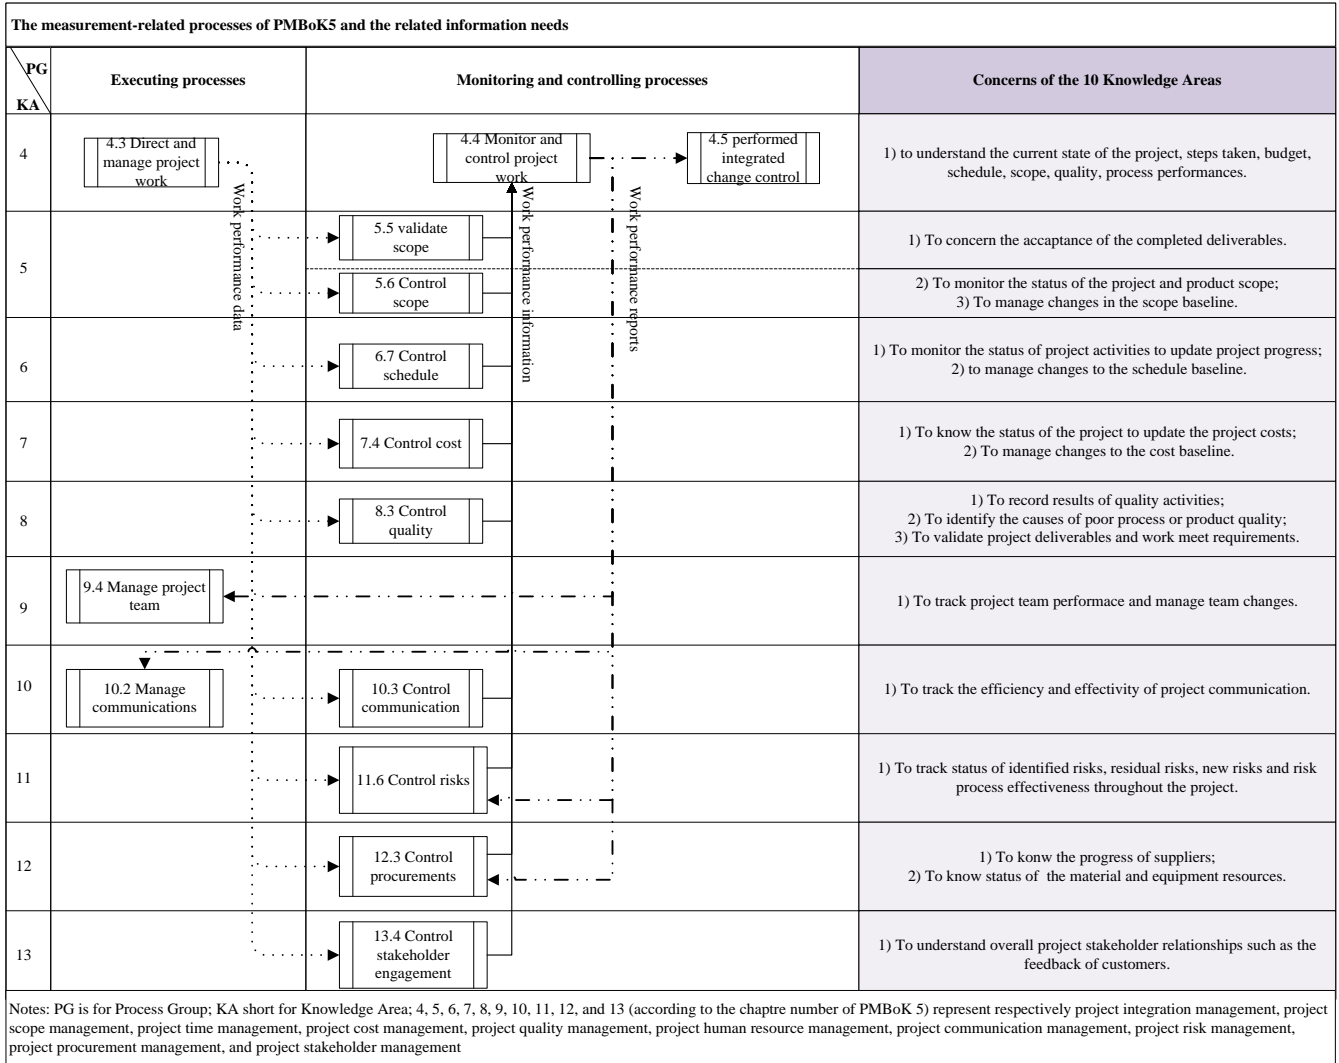 The measurement-related processes of PMBoK5 and the related information needs
PG
KA
Executing processes
Monitoring and controlling processes
Concerns of the 10 Knowledge Areas
4
4.3 Direct and
manage project
work
4.4 Monitor and
control project
work
4.5 performed
integrated
change control
1) to understand the current state of the project, steps taken, budget,
schedule, scope, quality, process performances.
Work performance data
Work performance information
Work performance reports
5
5.5 validate
scope
1) To concern the accaptance of the completed deliverables.
5.6 Control
scope
2) To monitor the status of the project and product scope;
3) To manage changes in the scope baseline.
6
6.7 Control
schedule
1) To monitor the status of project activities to update project progress;
2) to manage changes to the schedule baseline.
7
7.4 Control cost
1) To know the status of the project to update the project costs;
2) To manage changes to the cost baseline.
8
8.3 Control
quality
1) To record results of quality activities;
2) To identify the causes of poor process or product quality;
3) To validate project deliverables and work meet requirements.
9
9.4 Manage project
team
1) To track project team performace and manage team changes.
10
10.2 Manage
communications
10.3 Control
communication
1) To track the efficiency and effectivity of project communication.
11
11.6 Control risks
1) To track status of identified risks, residual risks, new risks and risk
process effectiveness throughout the project.
12
12.3 Control
procurements
1) To konw the progress of suppliers;
2) To know status of the material and equipment resources.
13
13.4 Control
stakeholder
engagement
1) To understand overall project stakeholder relationships such as the
feedback of customers.
Notes: PG is for Process Group; KA short for Knowledge Area; 4, 5, 6, 7, 8, 9, 10, 11, 12, and 13 (according to the chaptre number of PMBoK 5) represent respectively project integration management, project
scope management, project time management, project cost management, project quality management, project human resource management, project communication management, project risk management,
project procurement management, and project stakeholder management